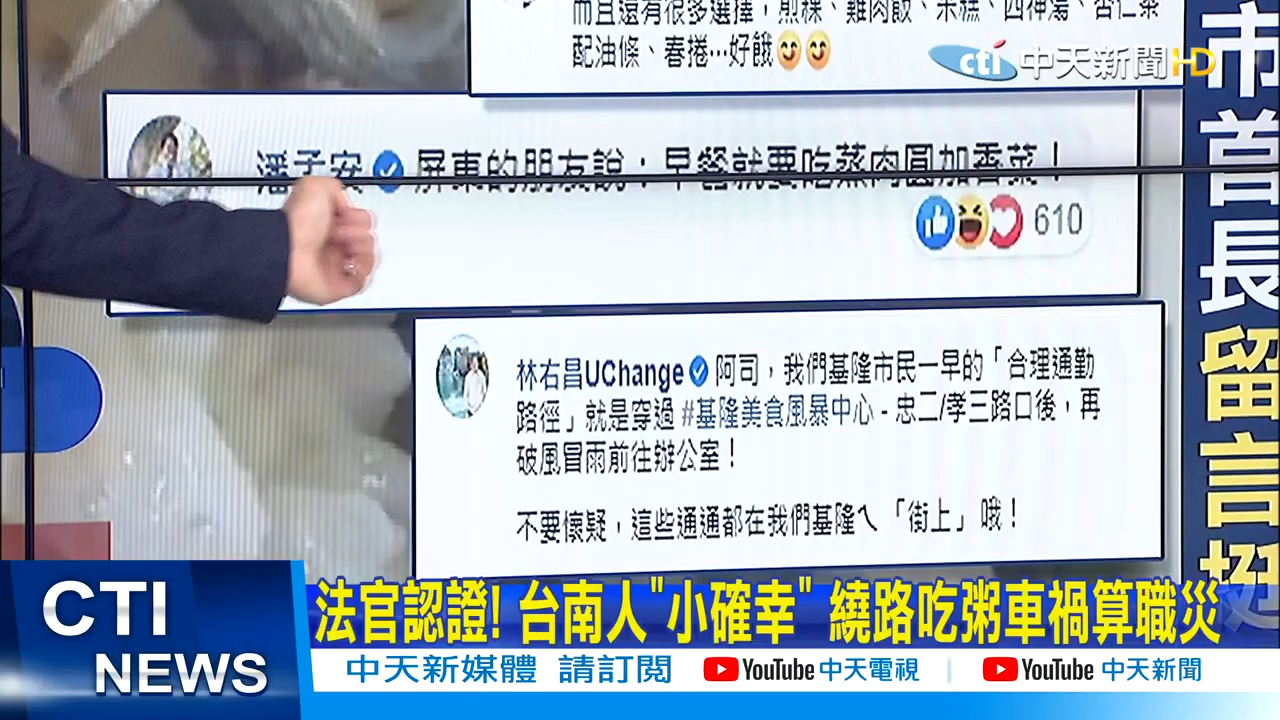 而且還有很多選擇，煎粿、雞肉飯、米糕、四神湯、杏仁茶
配油條、春捲…好餓😊😊
cti 中天新聞HD
潘孟安 屏東的朋友說：早餐就要吃蒸肉圓加香菜！
610
林右昌UChange 阿司，我們基隆市民一早的「合理通勤
路徑」就是穿過 #基隆美食風暴中心 - 忠二/孝三路口後，再
破風冒雨前往辦公室！
不要懷疑，這些通通都在我們基隆ㄟ「街上」哦！
市首長留言挺
CTI
NEWS
法官認證! 台南人"小確幸" 繞路吃粥車禍算職災
中天新媒體 請訂閱 YouTube 中天電視 | YouTube 中天新聞